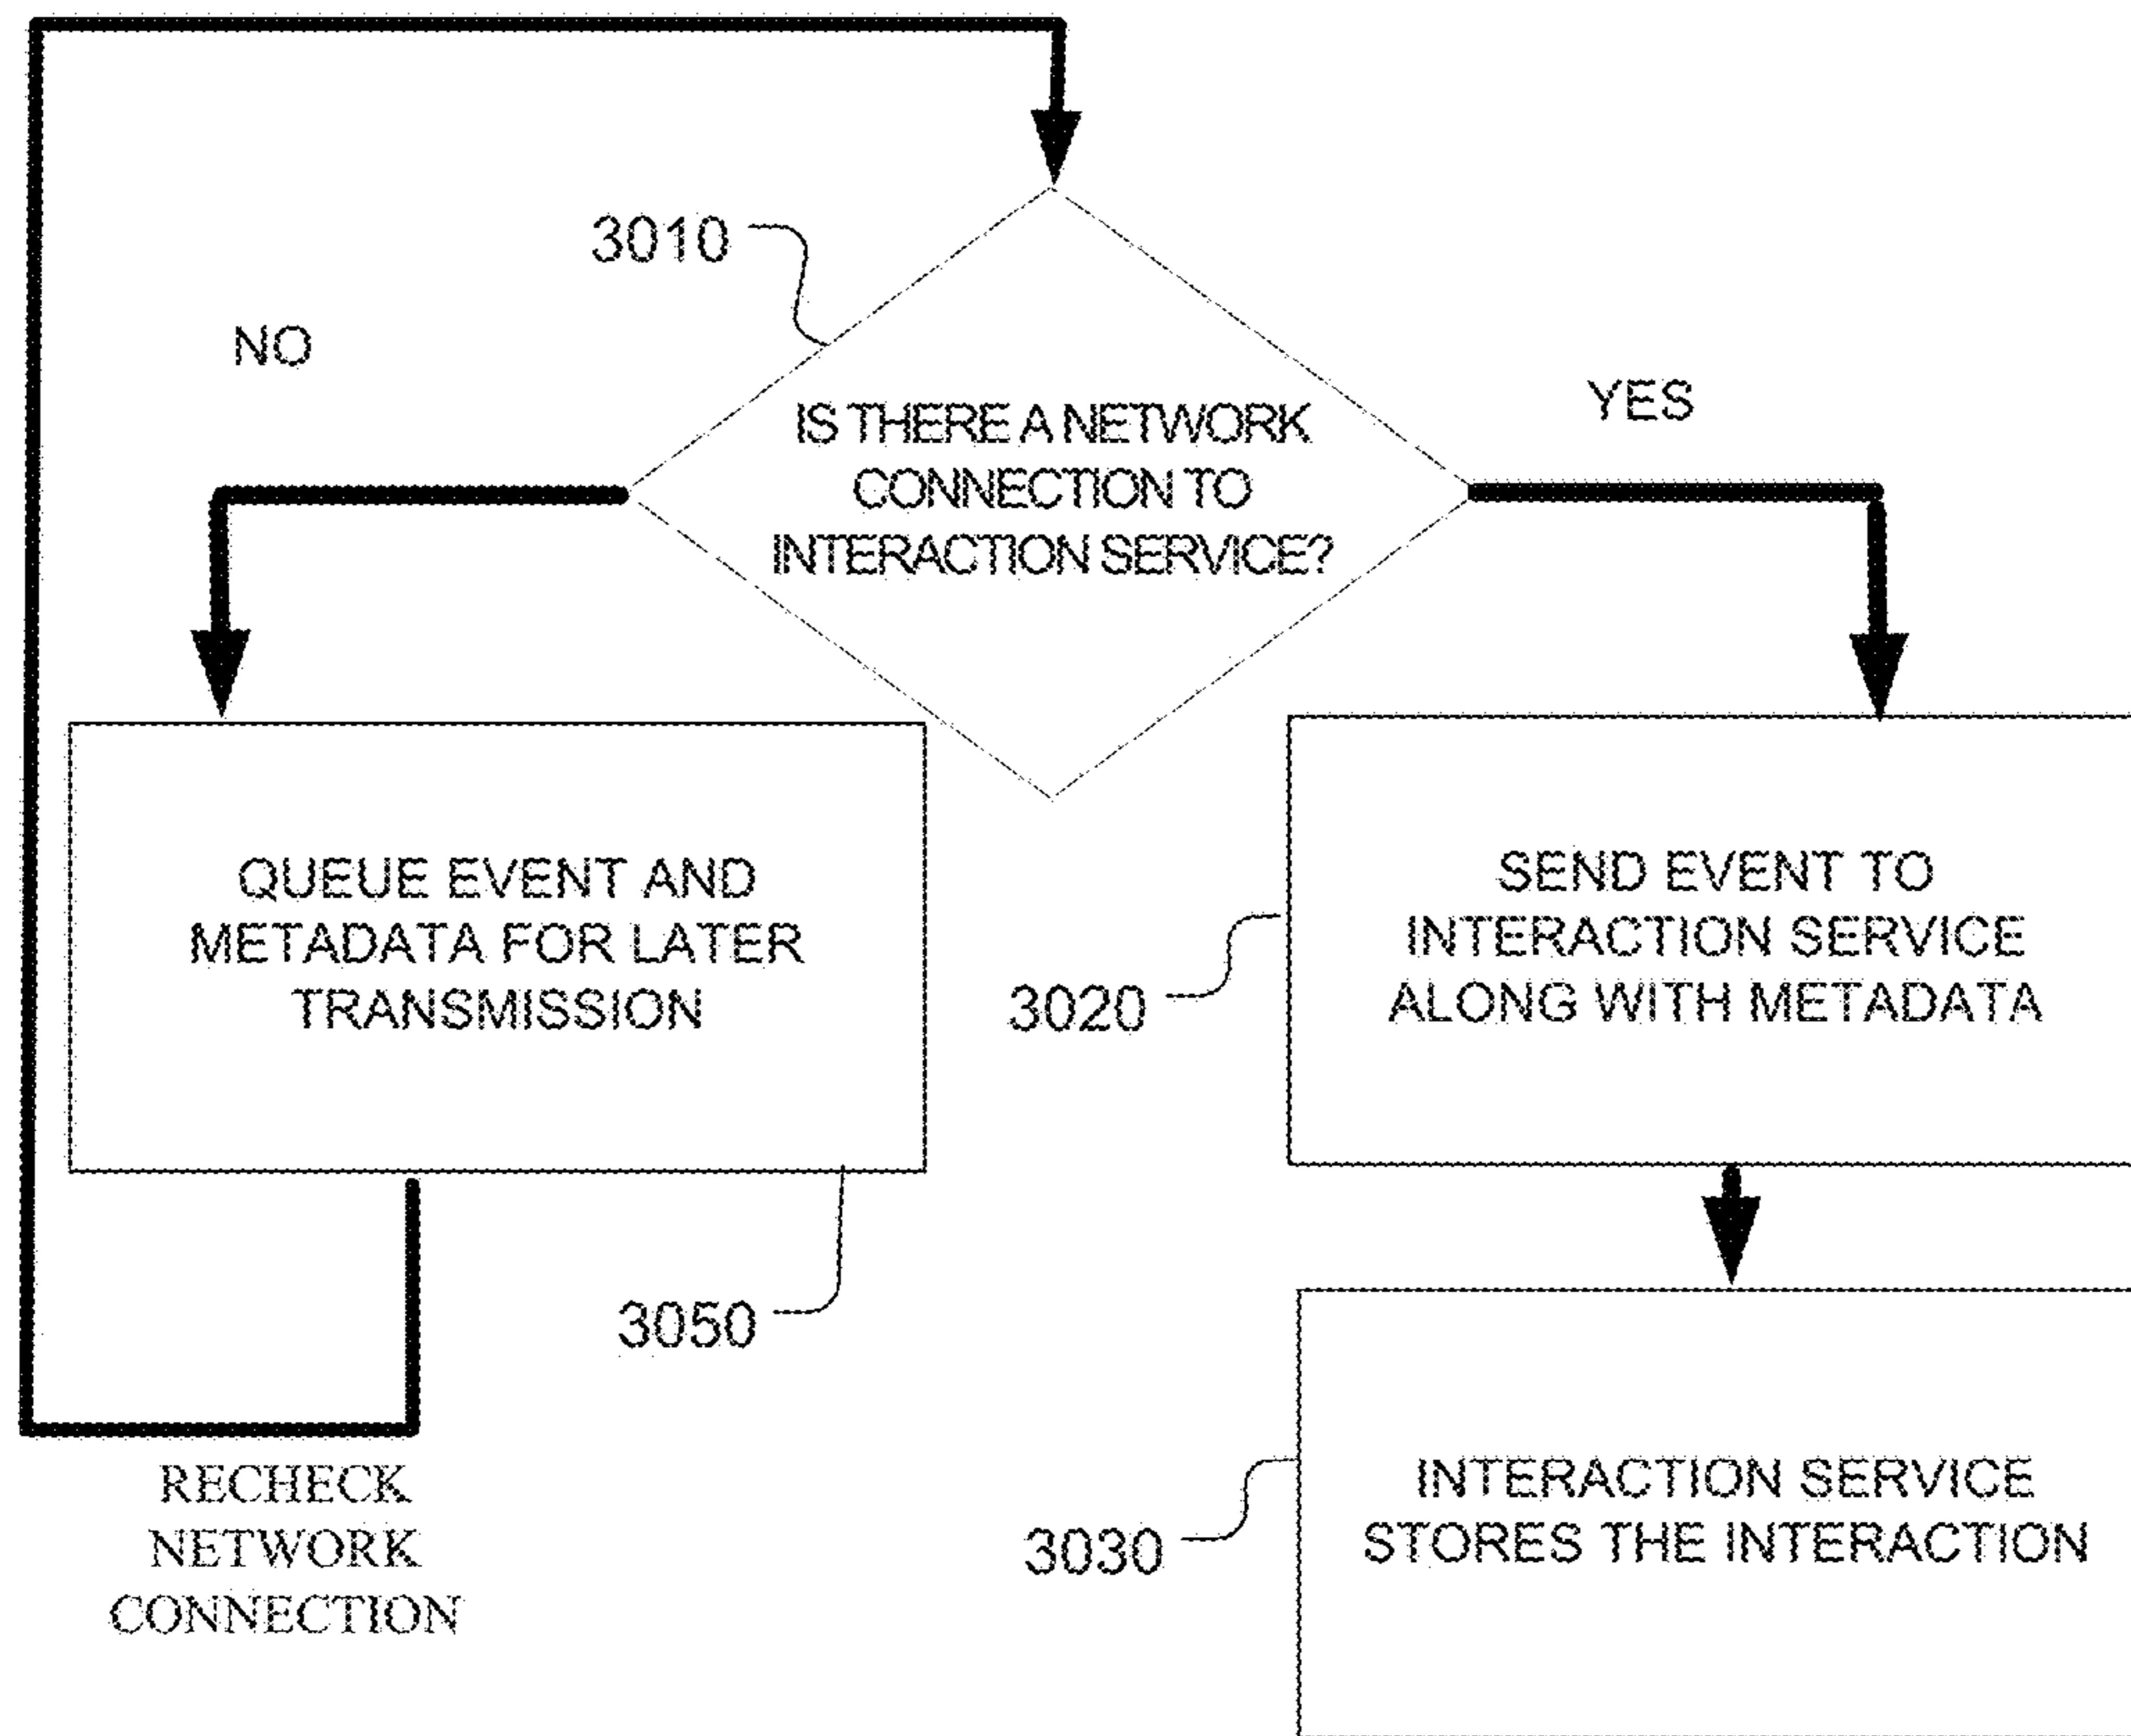 3010
NO
YES
IS THERE A NETWORK
CONNECTION TO
INTERACTION SERVICE?
QUEUE EVENT AND
METADATA FOR LATER
TRANSMISSION
SEND EVENT TO
INTERACTION SERVICE
ALONG WITH METADATA
3020
3050
RECHECK
NETWORK
CONNECTION
INTERACTION SERVICE
STORES THE INTERACTION
3030